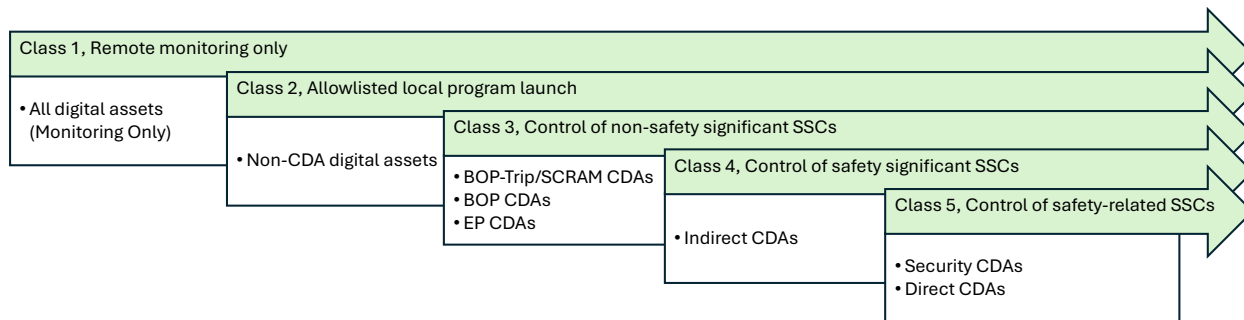 Class 1, Remote monitoring only
• All digital assets
(Monitoring Only)
Class 2, Allowlisted local program launch
• Non-CDA digital assets
Class 3, Control of non-safety significant SSCs
• BOP-Trip/SCRAM CDAs
• BOP CDAs
• EP CDAs
Class 4, Control of safety significant SSCs
• Indirect CDAs
Class 5, Control of safety-related SSCs
• Security CDAs
• Direct CDAs